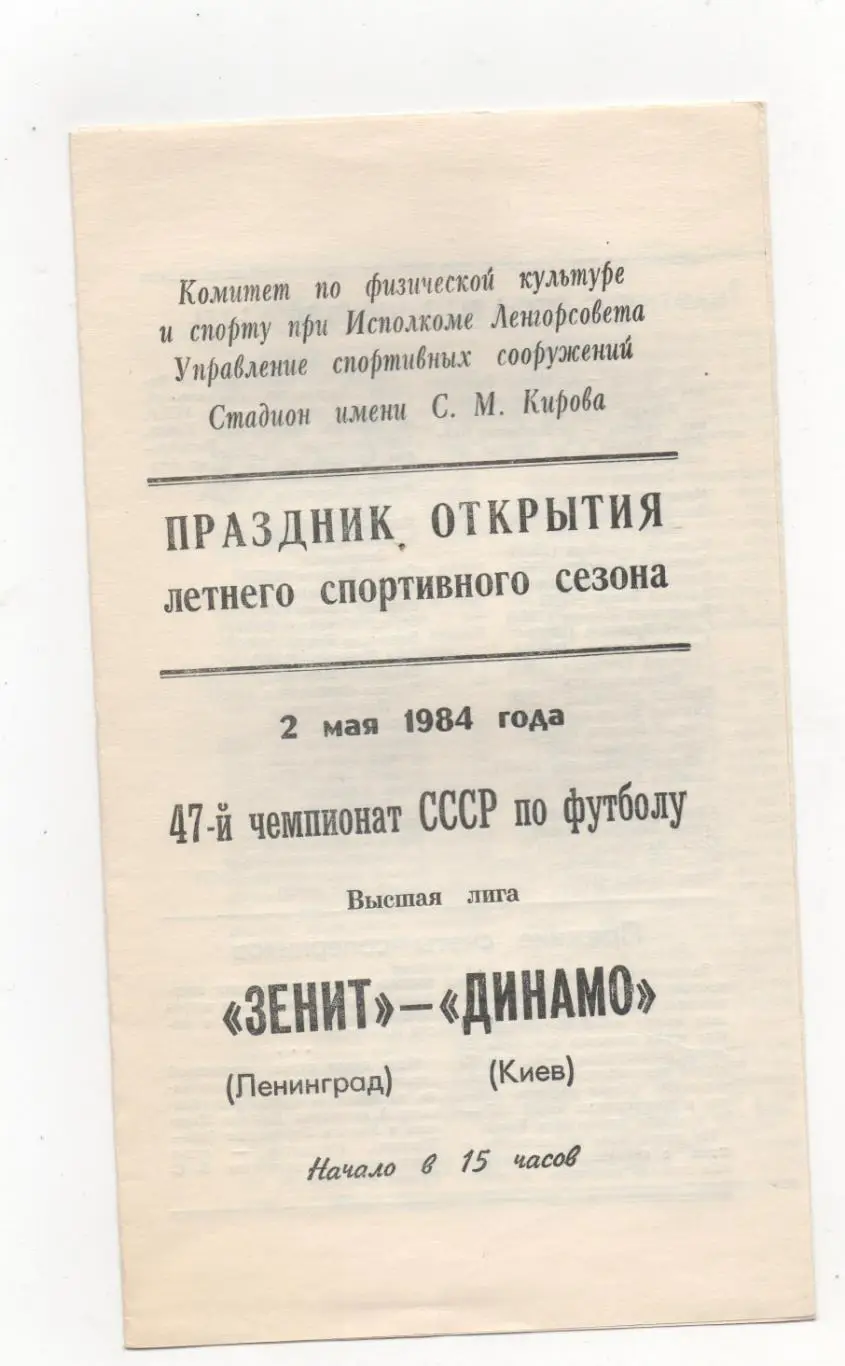 Комитет по физической культуре
и спорту при Исполкоме Ленгорсовета
Управление спортивных сооружений
Стадион имени С. М. Кирова
ПРАЗДНИК ОТКРЫТИЯ
летнего спортивного сезона
2 мая 1984 года
47-й чемпионат СССР по футболу
Высшая лига
«ЗЕНИТ»—«ДИНАМО»
(Ленинград) (Киев)
Начало в 15 часов